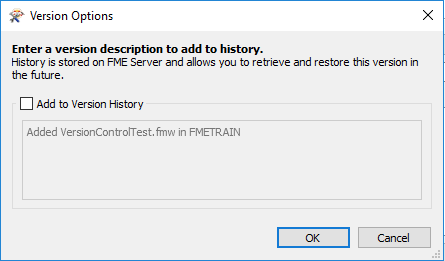 Version Options
Enter a version description to add to history.
History is stored on FME Server and allows you to retrieve and restore this version in
the future.
Add to Version History
Added VersionControlTest.fmw in FMETRAIN
OK
Cancel